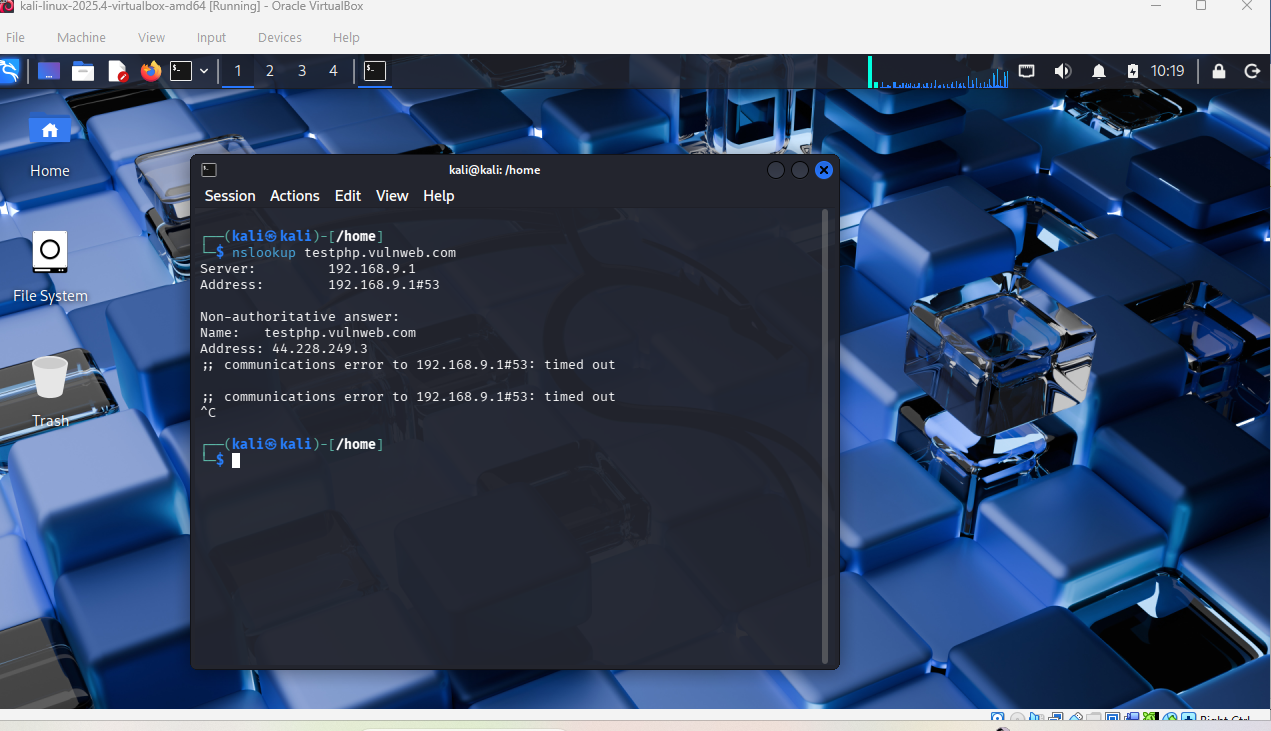 kali-linux-2025.4-virtualbox-amd64 [Running] - Oracle VirtualBox
File Machine View Input Devices Help
1 2 3 4 10:19
Home
File System
Trash
kali@kali: /home
Session Actions Edit View Help
┌──(kali㉿kali)-[/home]
└─$ nslookup testphp.vulnweb.com
Server:         192.168.9.1
Address:        192.168.9.1#53
Non-authoritative answer:
Name:   testphp.vulnweb.com
Address: 44.228.249.3
;; communications error to 192.168.9.1#53: timed out
;; communications error to 192.168.9.1#53: timed out
^C
┌──(kali㉿kali)-[/home]
└─$
Right Ctrl